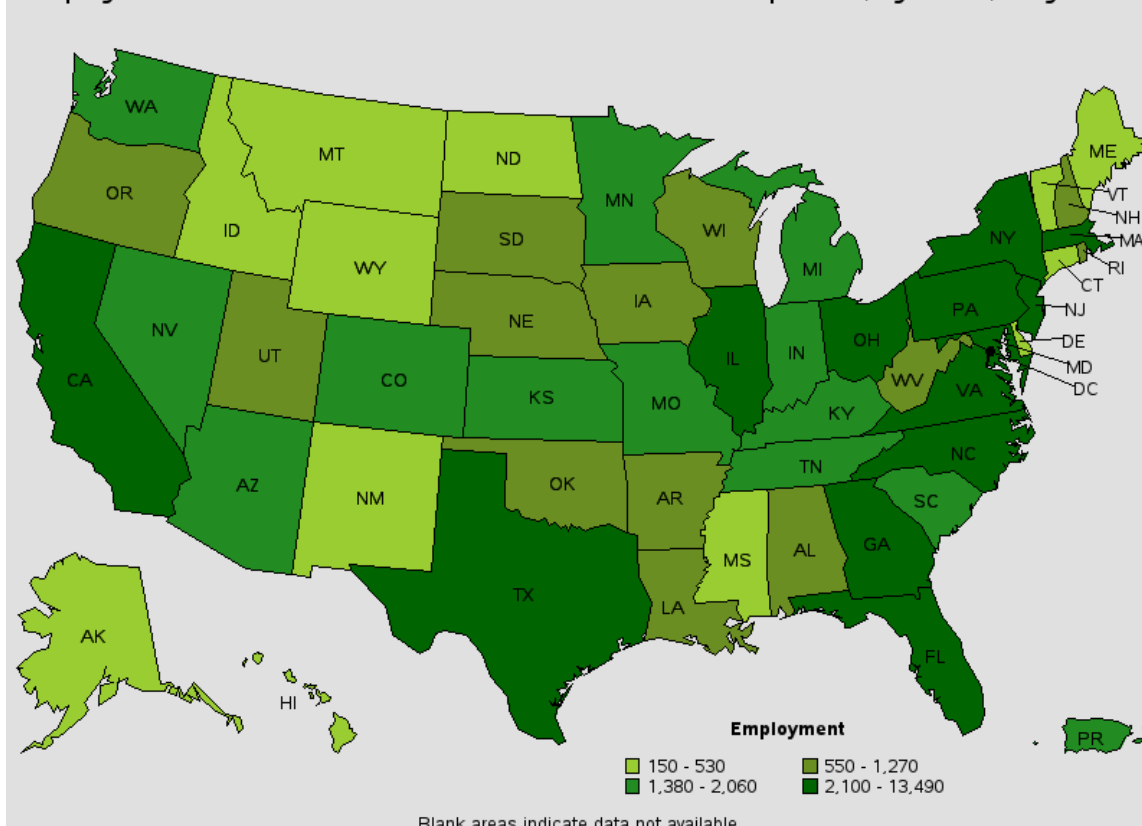 WA
MT
ND
ME
OR
MN
VT
ID
SD
WI
NH
WY
NY
MA
MI
RI
IA
CT
NE
PA
NJ
NV
UT
IL
IN
OH
DE
CA
CO
WV
MD
KS
MO
VA
DC
KY
NC
AZ
NM
OK
AR
TN
SC
MS
AL
GA
TX
LA
AK
FL
HI
PR
Employment
150 - 530 550 - 1,270
1,380 - 2,060 2,100 - 13,490
Blank areas indicate data not available